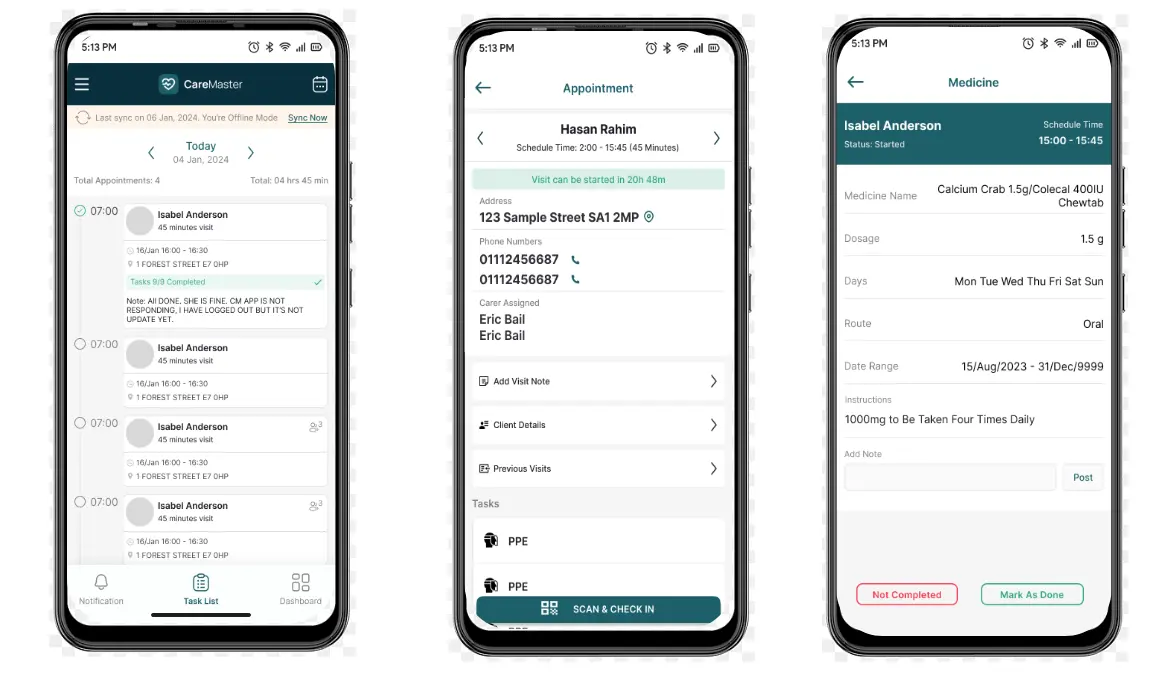 5:13 PM
CareMaster
Last sync on 06 Jan, 2024. You're Offline Mode Sync Now
Today
04 Jan, 2024
Total Appointments: 4 Total: 04 hrs 45 min
07:00 Isabel Anderson
45 minutes visit
16/Jan 16:00 - 16:30
1 FOREST STREET E7 0HP
Tasks 9/9 Completed
Note: All DONE. SHE IS FINE. CM APP IS NOT
RESPONDING, I HAVE LOGGED OUT BUT IT'S NOT
UPDATE YET.
07:00 Isabel Anderson
45 minutes visit
16/Jan 16:00 - 16:30
1 FOREST STREET E7 0HP
07:00 Isabel Anderson 3
45 minutes visit
16/Jan 16:00 - 16:30
1 FOREST STREET E7 0HP
07:00 Isabel Anderson 3
45 minutes visit
16/Jan 16:00 - 16:30
1 FOREST STREET E7 0HP
Notification Task List Dashboard
5:13 PM
Appointment
Hasan Rahim
Schedule Time: 2:00 - 15:45 (45 Minutes)
Visit can be started in 20h 48m
Address
123 Sample Street SA1 2MP
Phone Numbers
01112456687
01112456687
Carer Assigned
Eric Bail
Eric Bail
Add Visit Note
Client Details
Previous Visits
Tasks
PPE
PPE
SCAN & CHECK IN
5:13 PM
Medicine
Isabel Anderson Schedule Time
Status: Started 15:00 - 15:45
Medicine Name Calcium Crab 1.5g/Colecal 400IU
Chewtab
Dosage 1.5 g
Days Mon Tue Wed Thu Fri Sat Sun
Route Oral
Date Range 15/Aug/2023 - 31/Dec/9999
Instructions
1000mg to Be Taken Four Times Daily
Add Note
Post
Not Completed Mark As Done